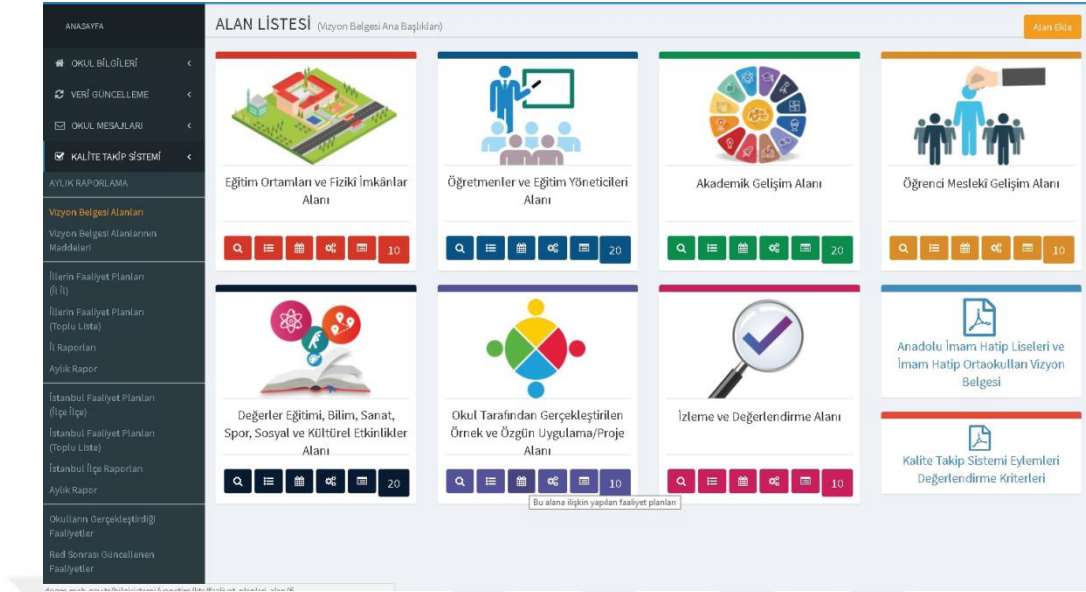 ANASAYFA
OKUL BİLGİLERİ
VERİ GÜNCELLEME
OKUL MESAJLARI
KALİTE TAKİP SİSTEMİ
AYLIK RAPORLAMA
Vizyon Belgesi Alanları
Vizyon Belgesi Alanlarının
Maddeleri
İllerin Faaliyet Planları
(İl İl)
İllerin Faaliyet Planları
(Toplu Liste)
İl Raporları
Aylık Rapor
İstanbul Faaliyet Planları
(İlçe İlçe)
İstanbul Faaliyet Planları
(Toplu Liste)
İstanbul İlçe Raporları
Aylık Rapor
Okulların Gerçekleştirdiği
Faaliyetler
Red Sonrası Güncellenen
Faaliyetler
ALAN LİSTESİ (Vizyon Belgesi Ana Başlıkları)
Alan Ekle
Eğitim Ortamları ve Fizikî İmkânlar
Alanı
10
Öğretmenler ve Eğitim Yöneticileri
Alanı
20
Akademik Gelişim Alanı
20
Öğrenci Meslekî Gelişim Alanı
10
Değerler Eğitimi, Bilim, Sanat,
Spor, Sosyal ve Kültürel Etkinlikler
Alanı
20
Okul Tarafından Gerçekleştirilen
Örnek ve Özgün Uygulama/Proje
Alanı
10
Bu alana ilişkin yapılan faaliyet planları
İzleme ve Değerlendirme Alanı
10
Anadolu İmam Hatip Liseleri ve
İmam Hatip Ortaokulları Vizyon
Belgesi
Kalite Takip Sistemi Eylemleri
Değerlendirme Kriterleri